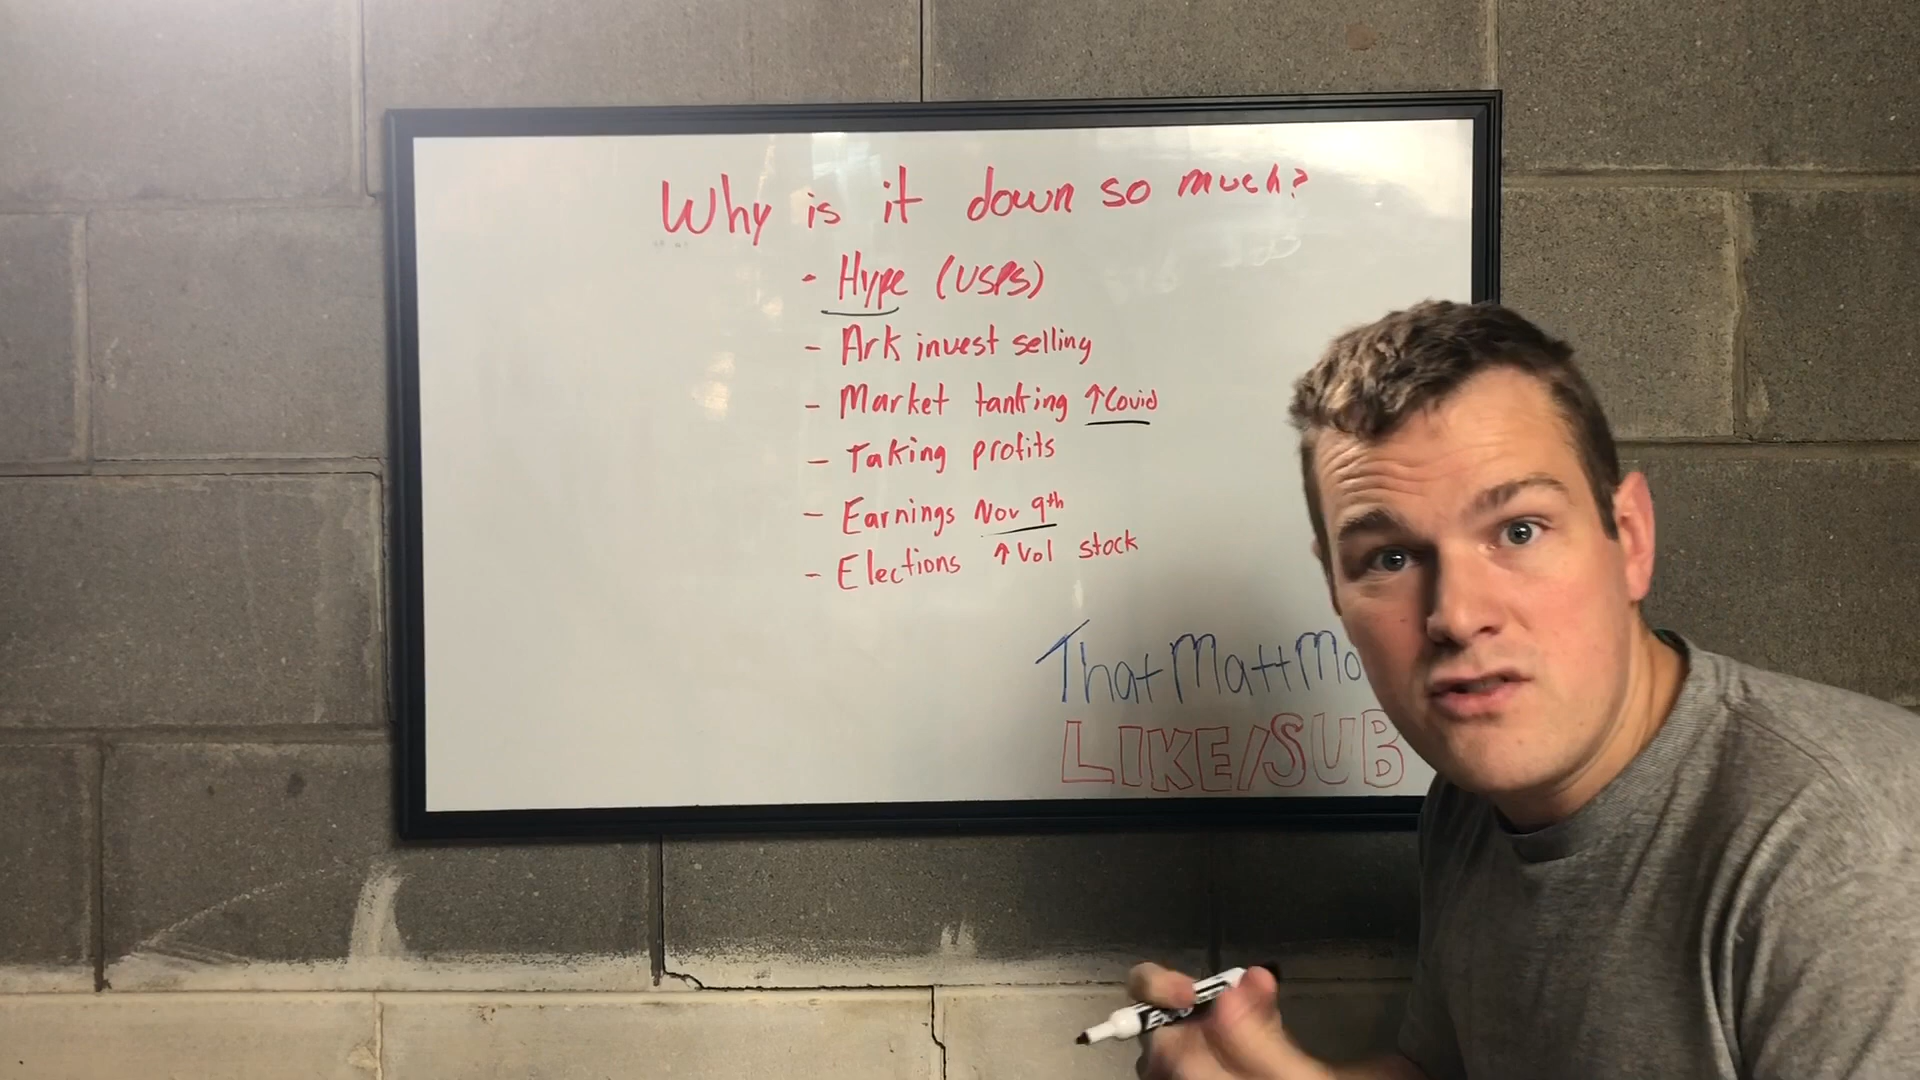 Why is it down so much?
- Hype (USPS)
- Ark invest selling
- Market tanking ↑Covid
- Taking profits
- Earnings Nov 9th
- Elections ↑Vol stock
ThatMattMo
LIKE/SUB